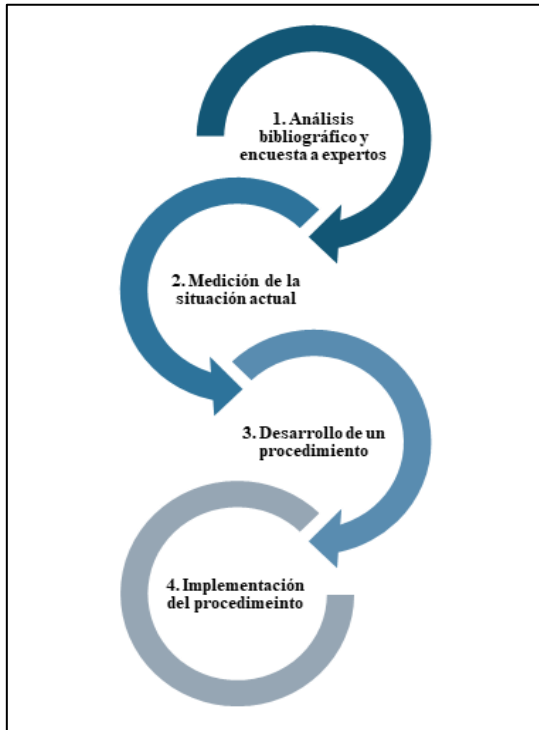 1. Análisis
bibliográfico y
encuesta a expertos
2. Medición de la
situación actual
3. Desarrollo de un
procedimiento
4. Implementación
del procedimeinto